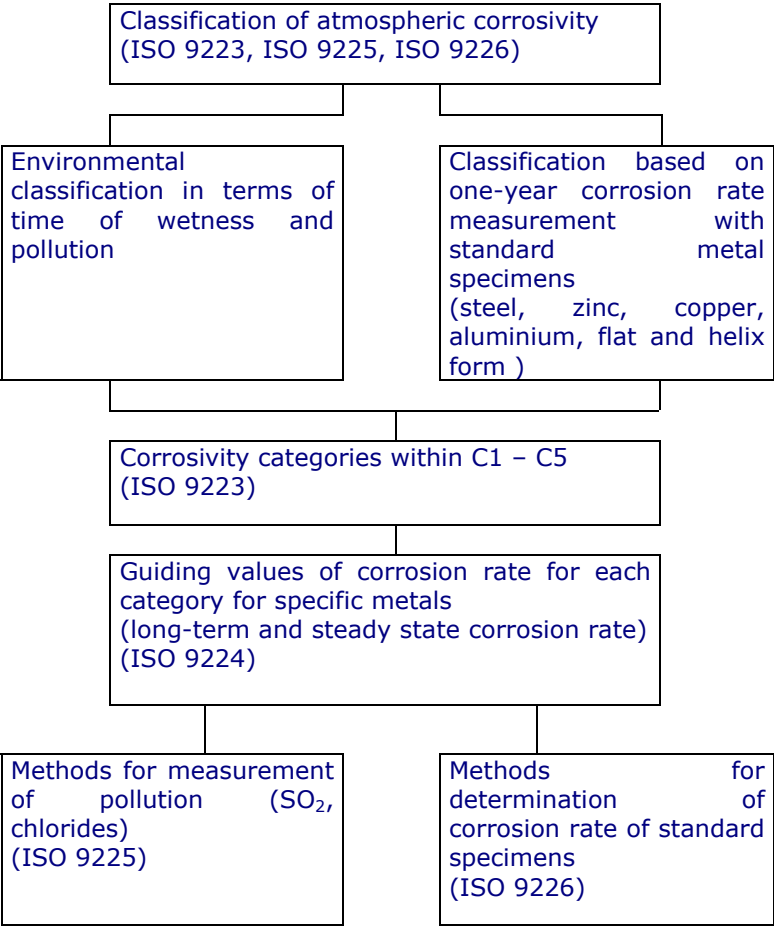 Classification of atmospheric corrosivity
(ISO 9223, ISO 9225, ISO 9226)
Environmental
classification in terms of
time of wetness and
pollution
Classification based on
one-year corrosion rate
measurement with
standard metal
specimens
(steel, zinc, copper,
aluminium, flat and helix
form )
Corrosivity categories within C1 – C5
(ISO 9223)
Guiding values of corrosion rate for each
category for specific metals
(long-term and steady state corrosion rate)
(ISO 9224)
Methods for measurement
of pollution (SO₂,
chlorides)
(ISO 9225)
Methods for
determination of
corrosion rate of standard
specimens
(ISO 9226)